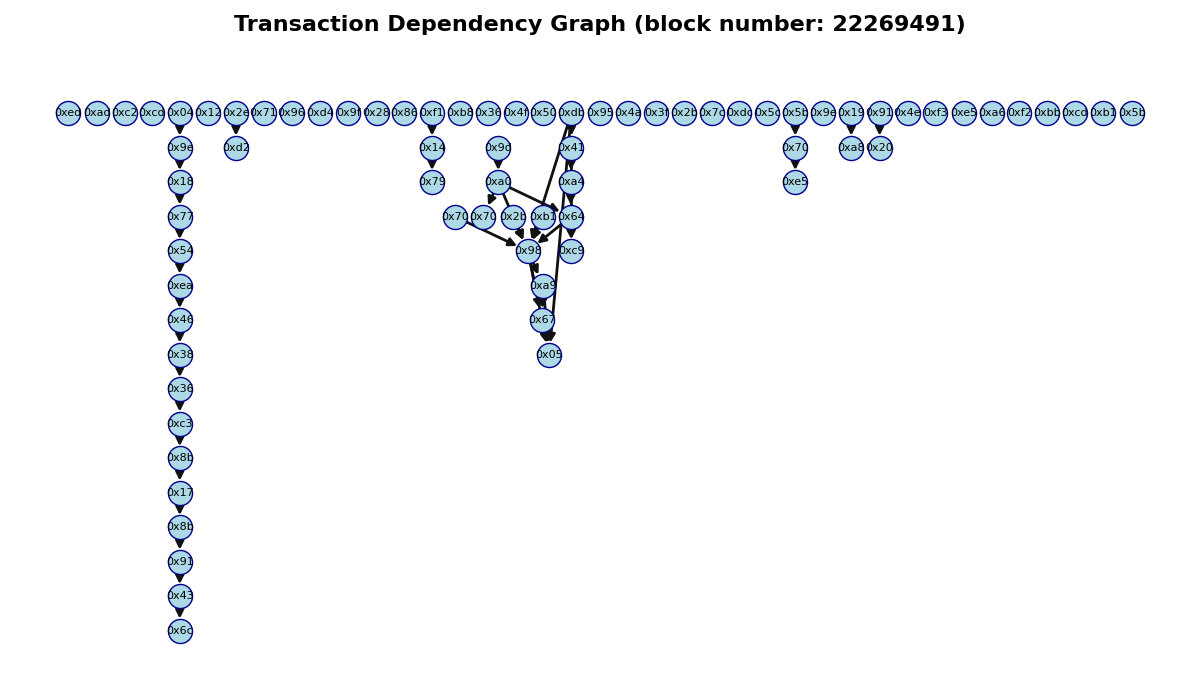 Transaction Dependency Graph (block number: 22269491)
0xed 0xad 0xc2 0xcd 0x04 0x12 0x2e 0x71 0x96 0xd4 0x9f 0x28 0x86 0xf1 0xb8 0x36 0x4f 0x50 0xdb 0x95 0x4a 0x3f 0x2b 0x7c 0xdc 0x5c 0x5b 0x9e 0x19 0x91 0x4e 0xf3 0xe5 0xa6 0xf2 0xbb 0xcd 0xb1 0x5b
0x9e 0xd2 0x14 0x9d 0x41 0x70 0xa8 0x20
0x18 0x79 0xa0 0xa4 0xe5
0x77 0x70 0x70 0x2b 0xb1 0x64
0x54 0x98 0xc9
0xea 0xa9
0x46 0x67
0x38 0x05
0x36
0xc3
0x8b
0x17
0x8b
0x91
0x43
0x6c